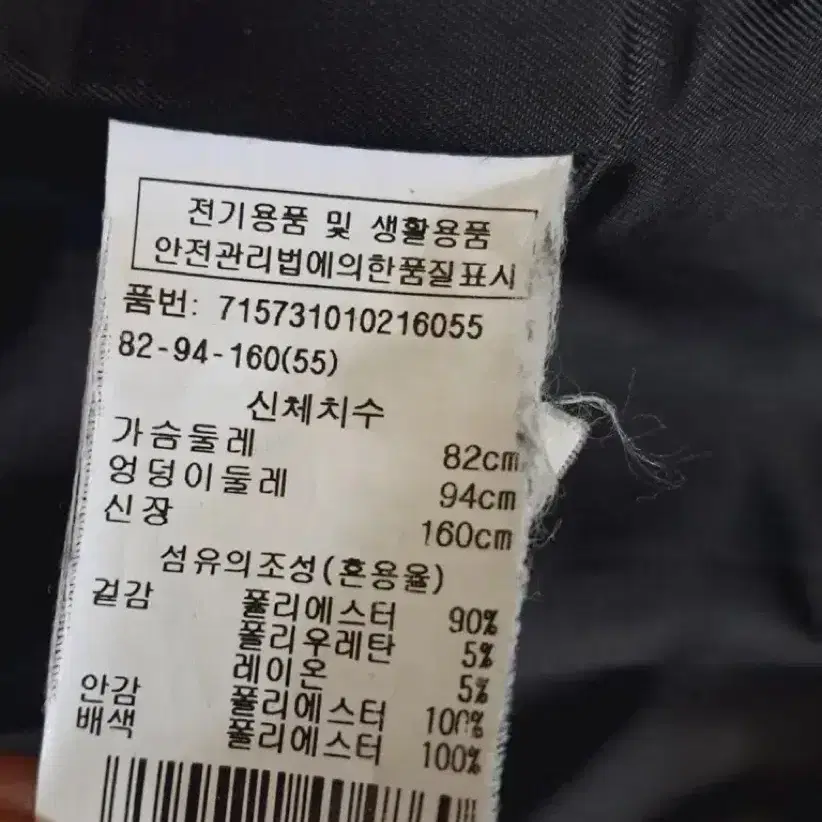 전기용품 및 생활용품
안전관리법에의한품질표시
품번: 715731010216055
82-94-160(55)
신체치수
가슴둘레 82cm
엉덩이둘레 94cm
신장 160cm
섬유의조성(혼용율)
겉감 폴리에스터 90%
폴리우레탄 5%
레이온 5%
안감 폴리에스터 100%
배색 폴리에스터 100%